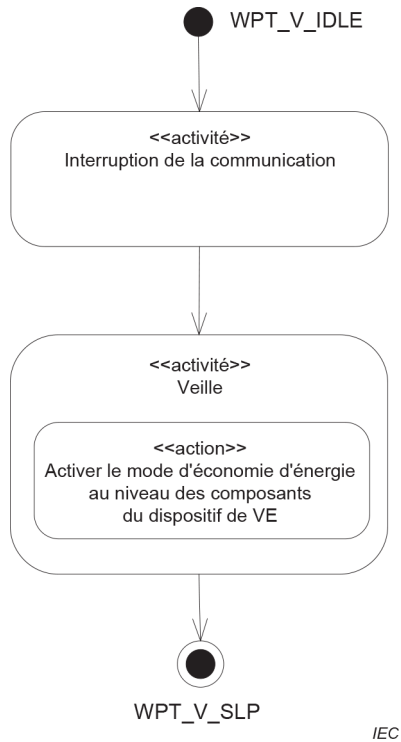 WPT_V_IDLE
<<activité>>
Interruption de la communication
<<activité>>
Veille
<<action>>
Activer le mode d'économie d'énergie
au niveau des composants
du dispositif de VE
WPT_V_SLP
IEC